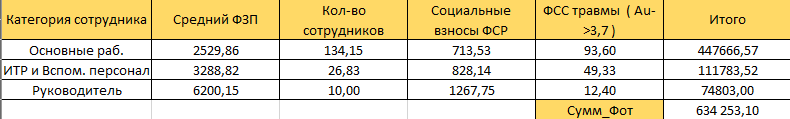 Категория сотрудника Средний ФЗП Кол-во сотрудников Социальные взносы ФСР ФСС травмы ( Au->3,7 ) Итого
Основные раб. 2529,86 134,15 713,53 93,60 447666,57
ИТР и Вспом. персонал 3288,82 26,83 828,14 49,33 111783,52
Руководитель 6200,15 10,00 1267,75 12,40 74803,00
Сумм_Фот 634 253,10